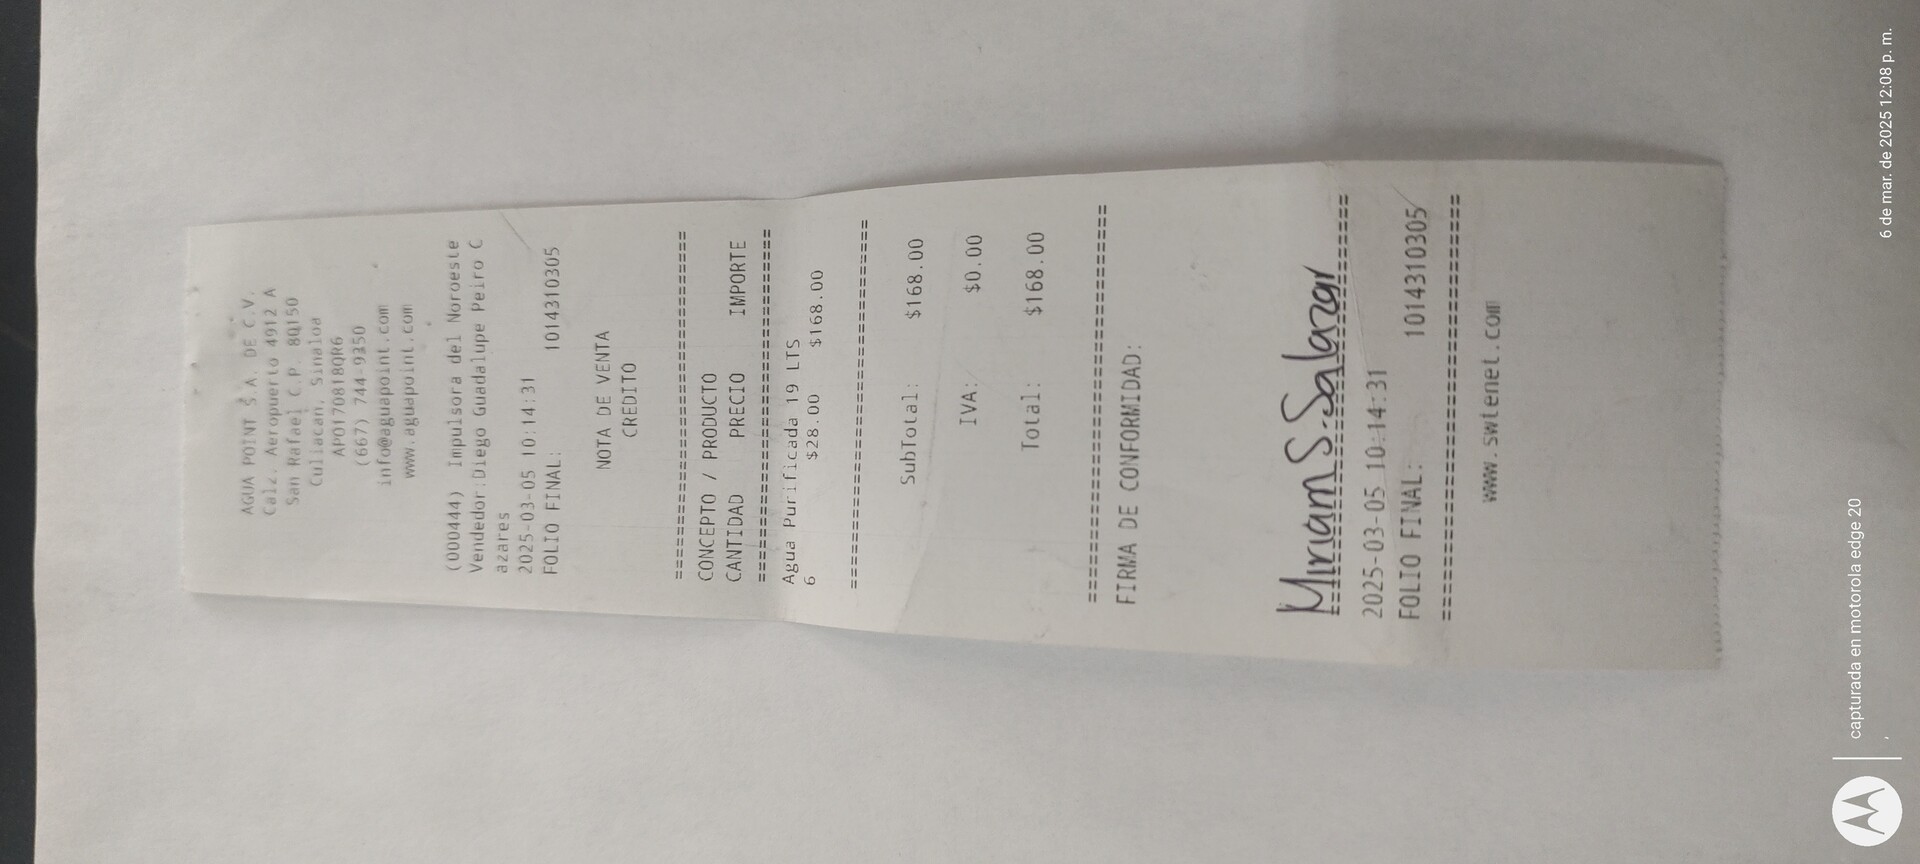 AGUA POINT S.A. DE C.V.
Calz. Aeropuerto 4912 A
San Rafael C.P. 80150
Culiacan, Sinaloa
APO170818QR6
(667) 744-9350
info@aguapoint.com
www.aguapoint.com
(000444) Impulsora del Noroeste
Vendedor:Diego Guadalupe Peiro C
azares
2025-03-05 10:14:31
FOLIO FINAL: 1014310305
NOTA DE VENTA
CREDITO
================================
CONCEPTO / PRODUCTO
CANTIDAD PRECIO IMPORTE
================================
Agua Purificada 19 LTS
6 $28.00 $168.00
================================
SubTotal: $168.00
IVA: $0.00
Total: $168.00
================================
FIRMA DE CONFORMIDAD:
Miriam S. Salazar
================================
2025-03-05 10:14:31
FOLIO FINAL: 1014310305
================================
www.swtenet.com
capturada en motorola edge 20
,
6 de mar. de 2025 12:08 p. m.